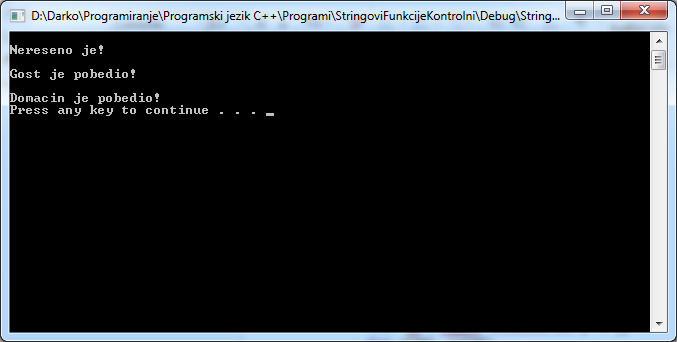 D:\Darko\Programiranje\Programski jezik C++\Programi\StringoviFunkcijeKontrolni\Debug\String...
Nereseno je!
Gost je pobedio!
Domacin je pobedio!
Press any key to continue . . . _